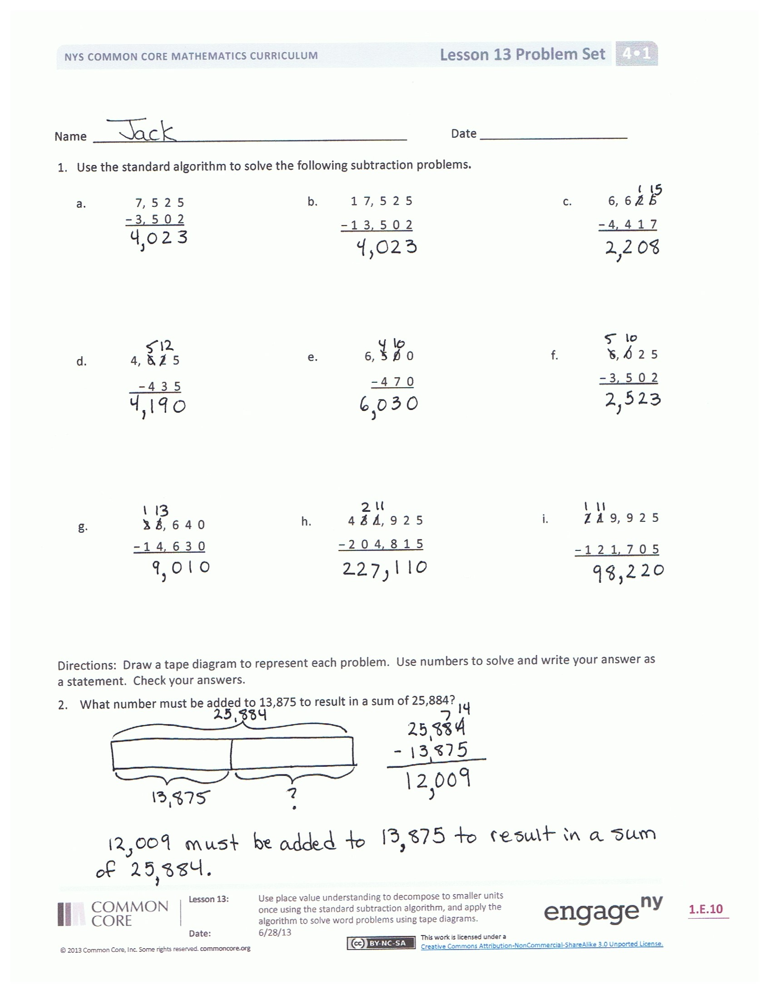 NYS COMMON CORE MATHEMATICS CURRICULUM Lesson 13 Problem Set 4•1
Name Jack Date
1. Use the standard algorithm to solve the following subtraction problems.
1 15
a. 7, 5 2 5 b. 1 7, 5 2 5 c. 6, 6 2 5
-3, 5 0 2 -1 3, 5 0 2 -4, 4 1 7
4,023 4,023 2,208
5 12 4 10 5 10
d. 4, 6 2 5 e. 6, 5 0 0 f. 6, 0 2 5
-4 3 5 -4 7 0 -3, 5 0 2
4,190 6,030 2,523
1 13 2 11 1 11
g. 2 3, 6 4 0 h. 4 3 1, 9 2 5 i. 2 1 9, 9 2 5
-1 4, 6 3 0 -2 0 4, 8 1 5 -1 2 1, 7 0 5
9,010 227,110 98,220
Directions: Draw a tape diagram to represent each problem. Use numbers to solve and write your answer as
a statement. Check your answers.
2. What number must be added to 13,875 to result in a sum of 25,884?
25,884 7 14
25,884
- 13,875
12,009
13,875 ?
12,009 must be added to 13,875 to result in a sum
of 25,884.
COMMON CORE
Lesson 13: Use place value understanding to decompose to smaller units
once using the standard subtraction algorithm, and apply the
algorithm to solve word problems using tape diagrams.
Date: 6/28/13
engage ny 1.E.10
© 2013 Common Core, Inc. Some rights reserved. commoncore.org
cc BY-NC-SA
This work is licensed under a
Creative Commons Attribution-NonCommercial-ShareAlike 3.0 Unported License.